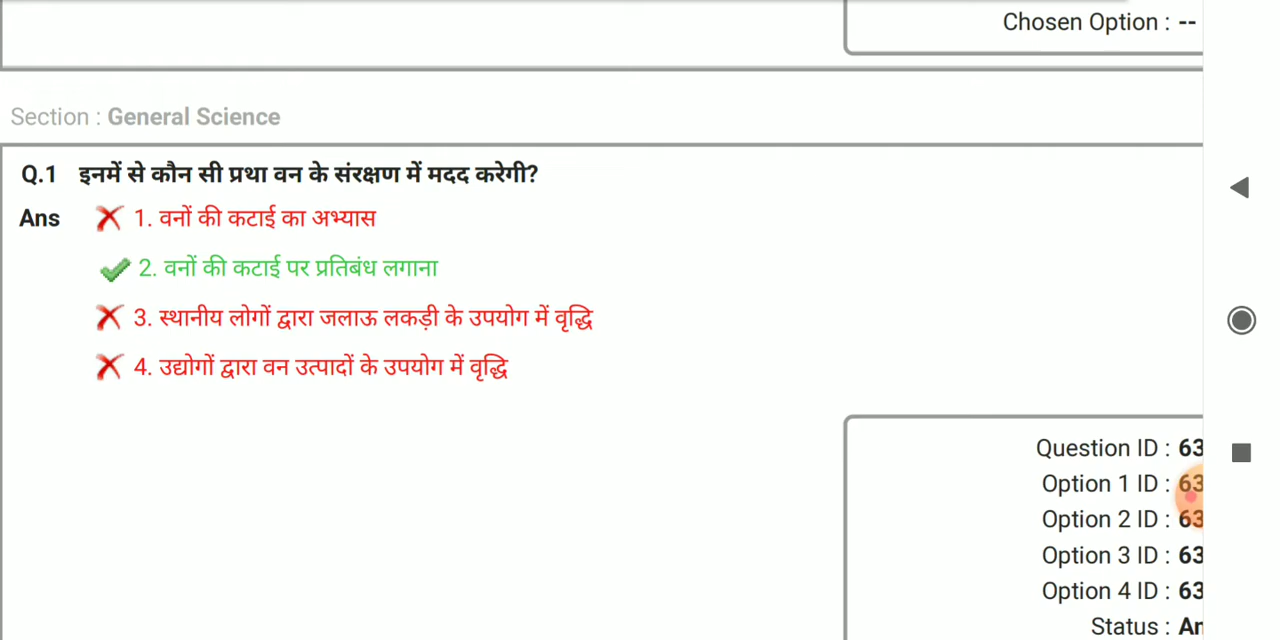 Chosen Option : --
Section : General Science
Q.1 इनमें से कौन सी प्रथा वन के संरक्षण में मदद करेगी?
Ans 1. वनों की कटाई का अभ्यास
2. वनों की कटाई पर प्रतिबंध लगाना
3. स्थानीय लोगों द्वारा जलाऊ लकड़ी के उपयोग में वृद्धि
4. उद्योगों द्वारा वन उत्पादों के उपयोग में वृद्धि
Question ID : 63
Option 1 ID : 63
Option 2 ID : 63
Option 3 ID : 63
Option 4 ID : 63
Status :